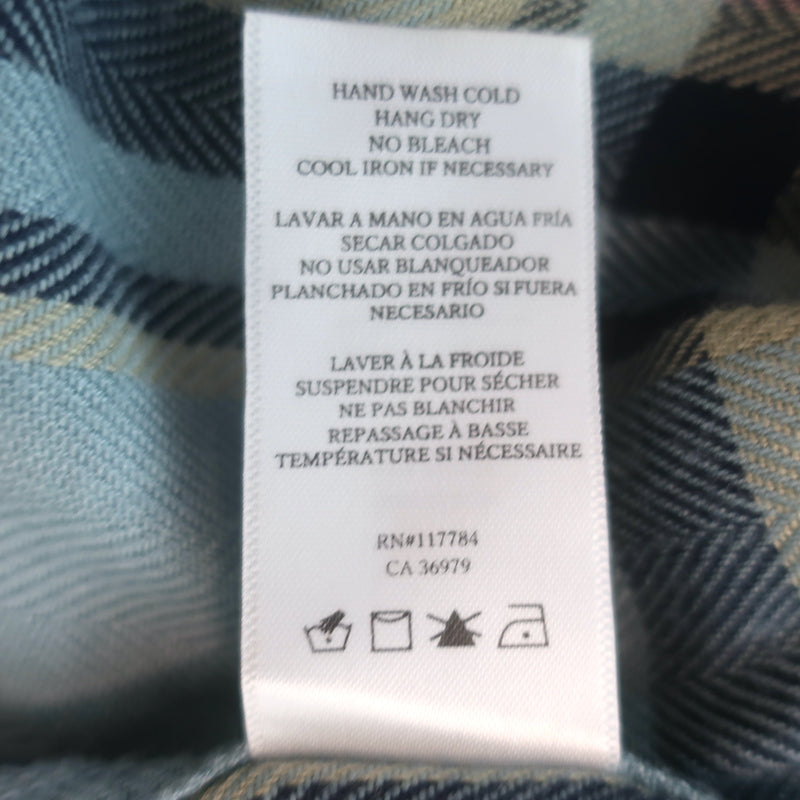 HAND WASH COLD
HANG DRY
NO BLEACH
COOL IRON IF NECESSARY
LAVAR A MANO EN AGUA FRÍA
SECAR COLGADO
NO USAR BLANQUEADOR
PLANCHADO EN FRÍO SI FUERA
NECESARIO
LAVER À LA FROIDE
SUSPENDRE POUR SÉCHER
NE PAS BLANCHIR
REPASSAGE À BASSE
TEMPÉRATURE SI NÉCESSAIRE
RN#117784
CA 36979